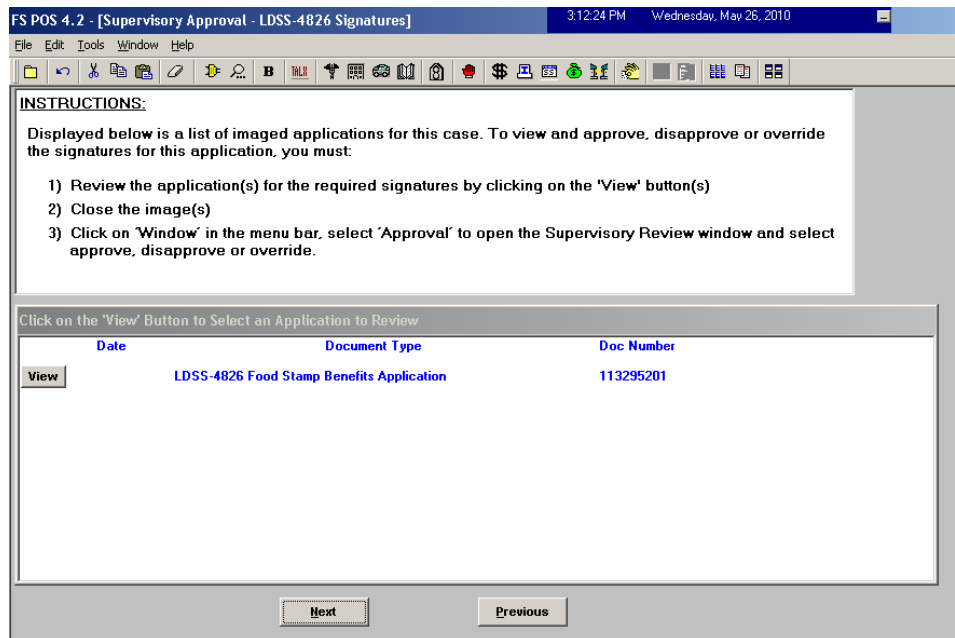 FS POS 4.2 - [Supervisory Approval - LDSS-4826 Signatures] 3:12:24 PM Wednesday, May 26, 2010
File Edit Tools Window Help
B TALX
INSTRUCTIONS:
Displayed below is a list of imaged applications for this case. To view and approve, disapprove or override
the signatures for this application, you must:
1) Review the application(s) for the required signatures by clicking on the 'View' button(s)
2) Close the image(s)
3) Click on 'Window' in the menu bar, select 'Approval' to open the Supervisory Review window and select
approve, disapprove or override.
Click on the 'View' Button to Select an Application to Review
Date Document Type Doc Number
View LDSS-4826 Food Stamp Benefits Application 113295201
Next Previous